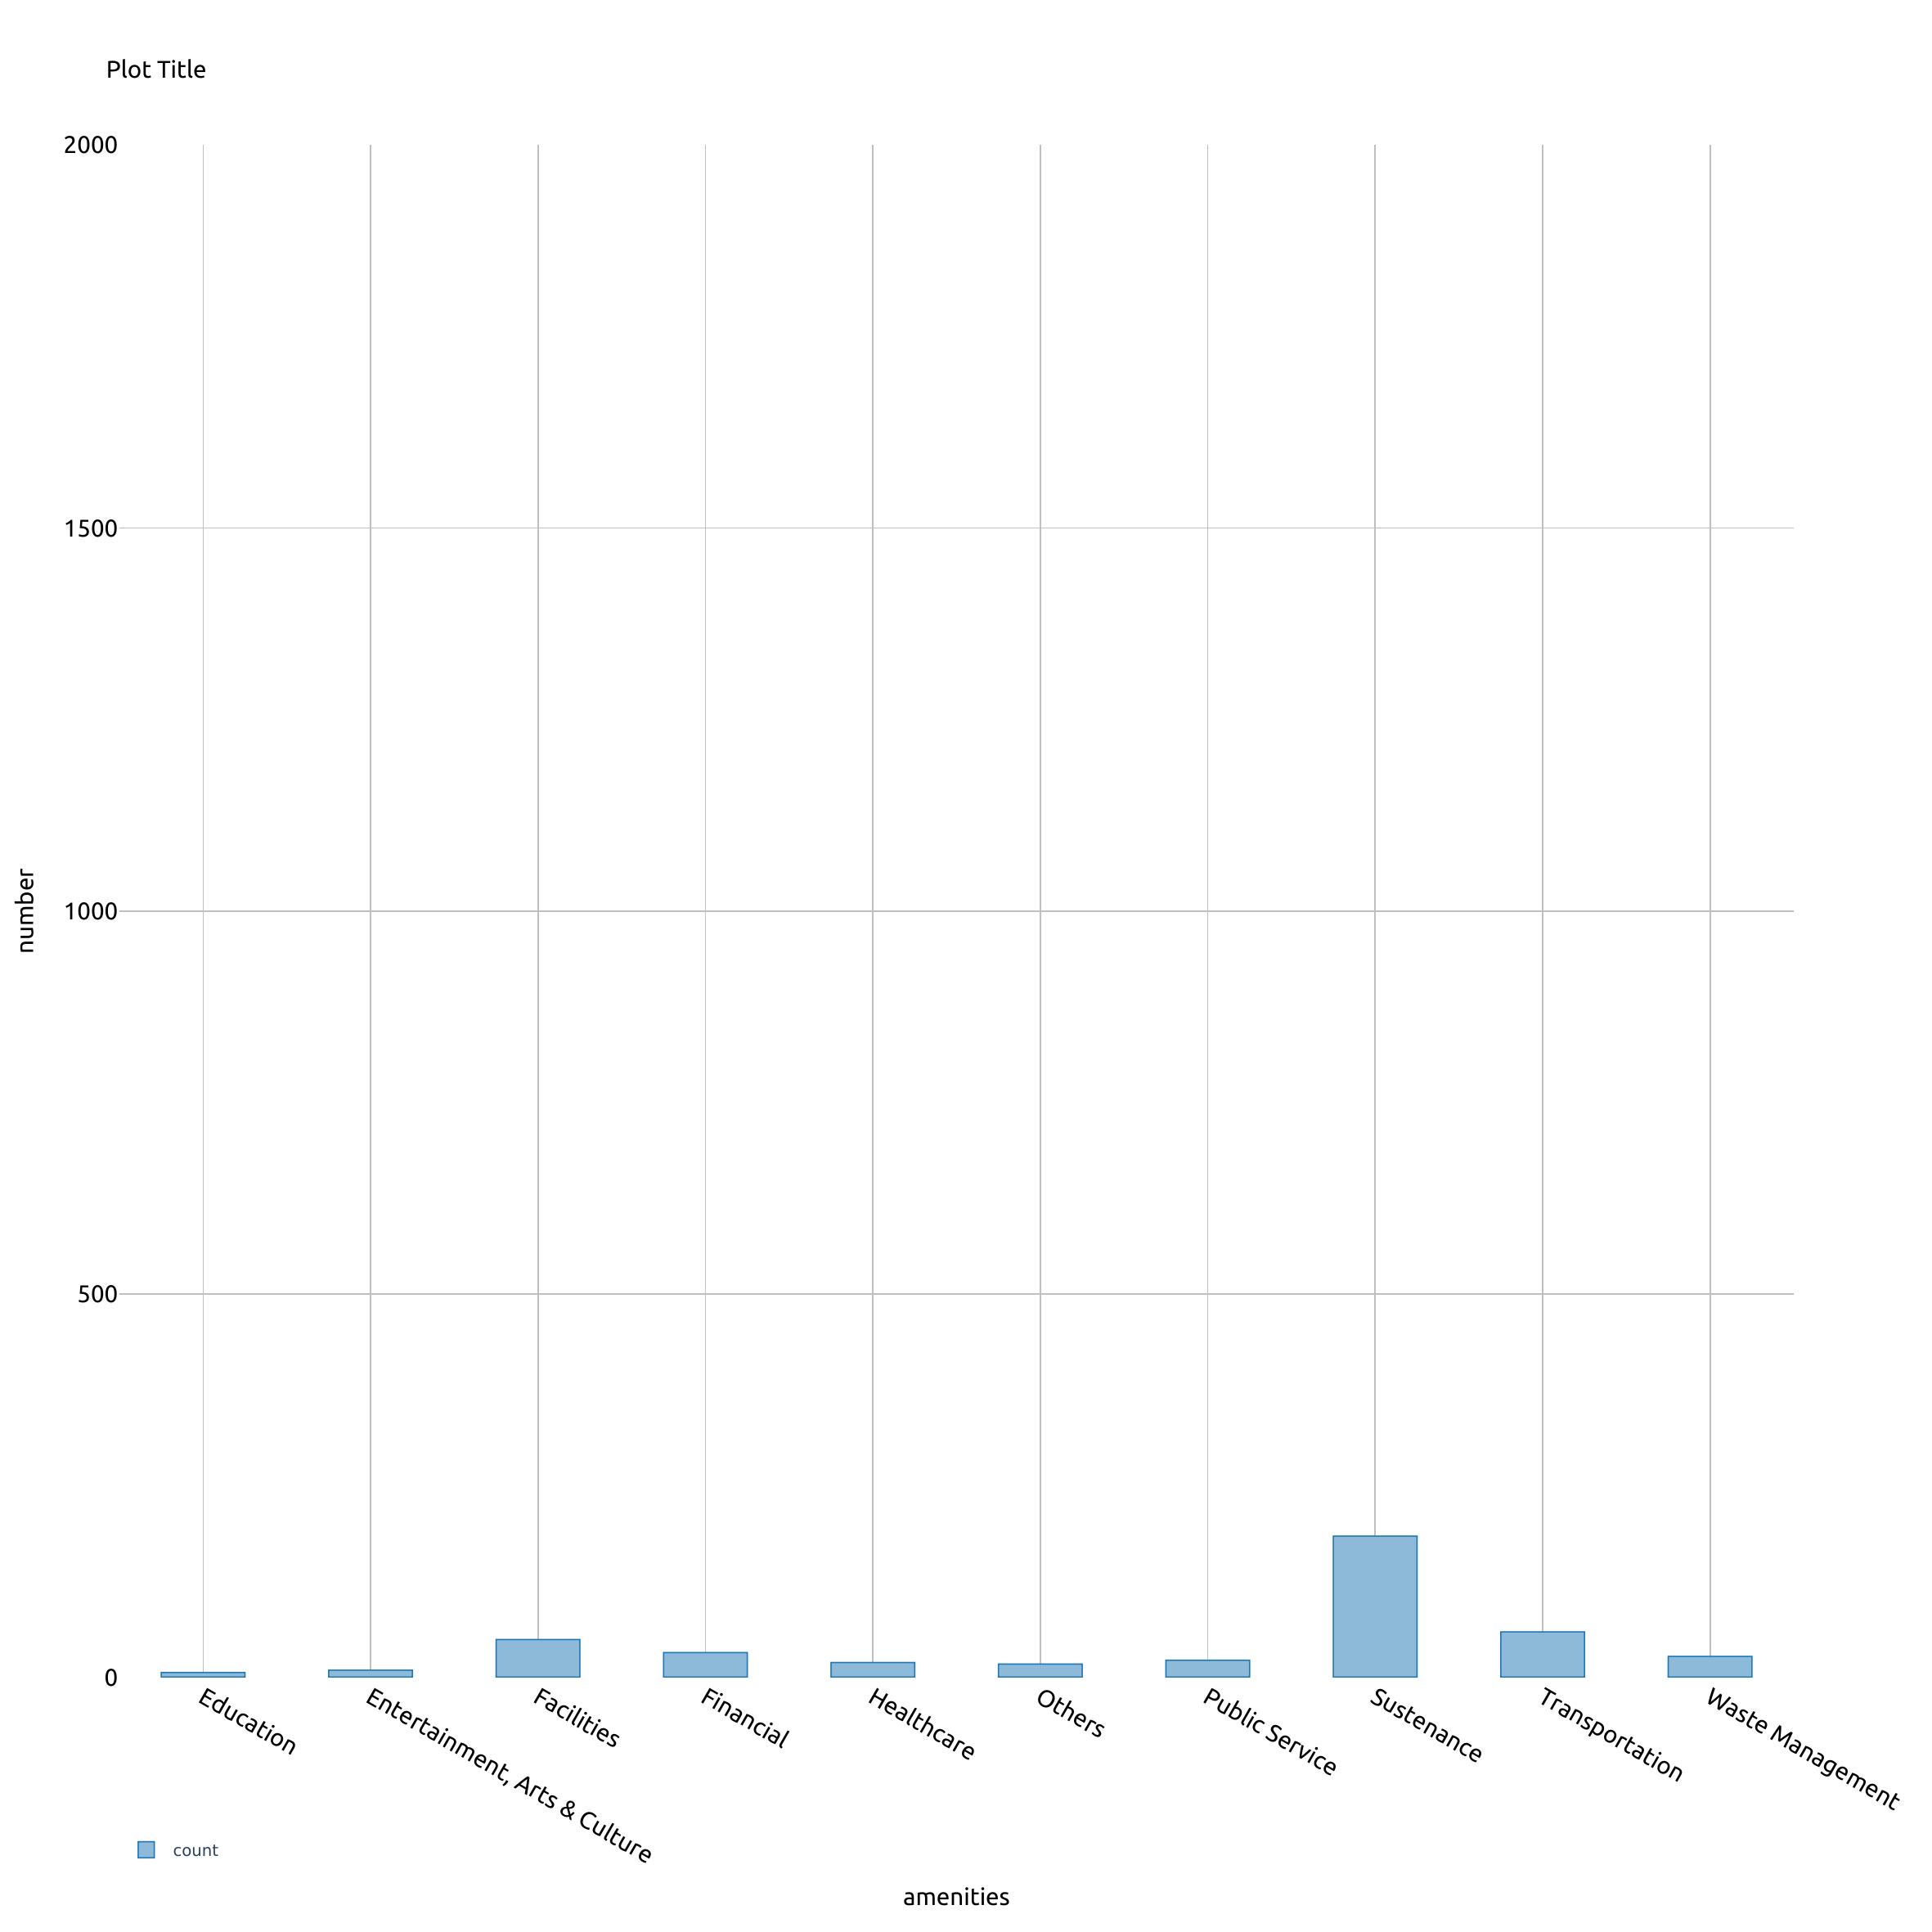 Plot Title
2000
1500
1000
500
0
number
Education
Entertainment, Arts & Culture
Facilities
Financial
Healthcare
Others
Public Service
Sustenance
Transportation
Waste Management
count
amenities